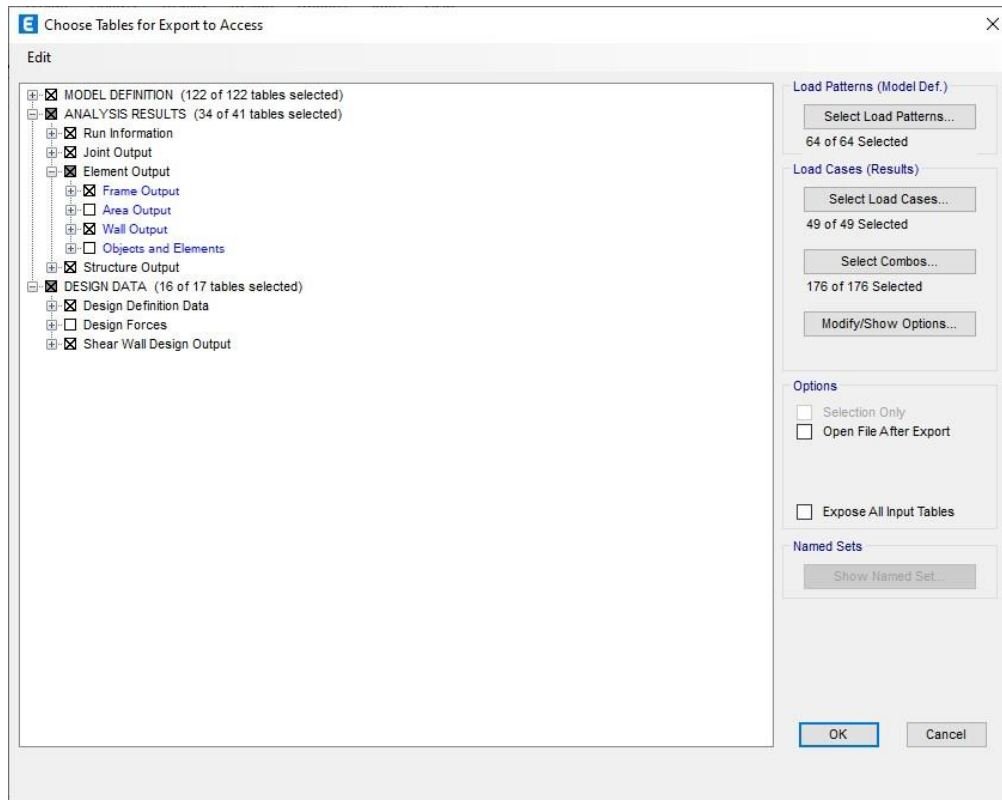 E Choose Tables for Export to Access
Edit
MODEL DEFINITION (122 of 122 tables selected)
ANALYSIS RESULTS (34 of 41 tables selected)
Run Information
Joint Output
Element Output
Frame Output
Area Output
Wall Output
Objects and Elements
Structure Output
DESIGN DATA (16 of 17 tables selected)
Design Definition Data
Design Forces
Shear Wall Design Output
Load Patterns (Model Def.)
Select Load Patterns...
64 of 64 Selected
Load Cases (Results)
Select Load Cases...
49 of 49 Selected
Select Combos...
176 of 176 Selected
Modify/Show Options...
Options
Selection Only
Open File After Export
Expose All Input Tables
Named Sets
Show Named Set...
OK
Cancel